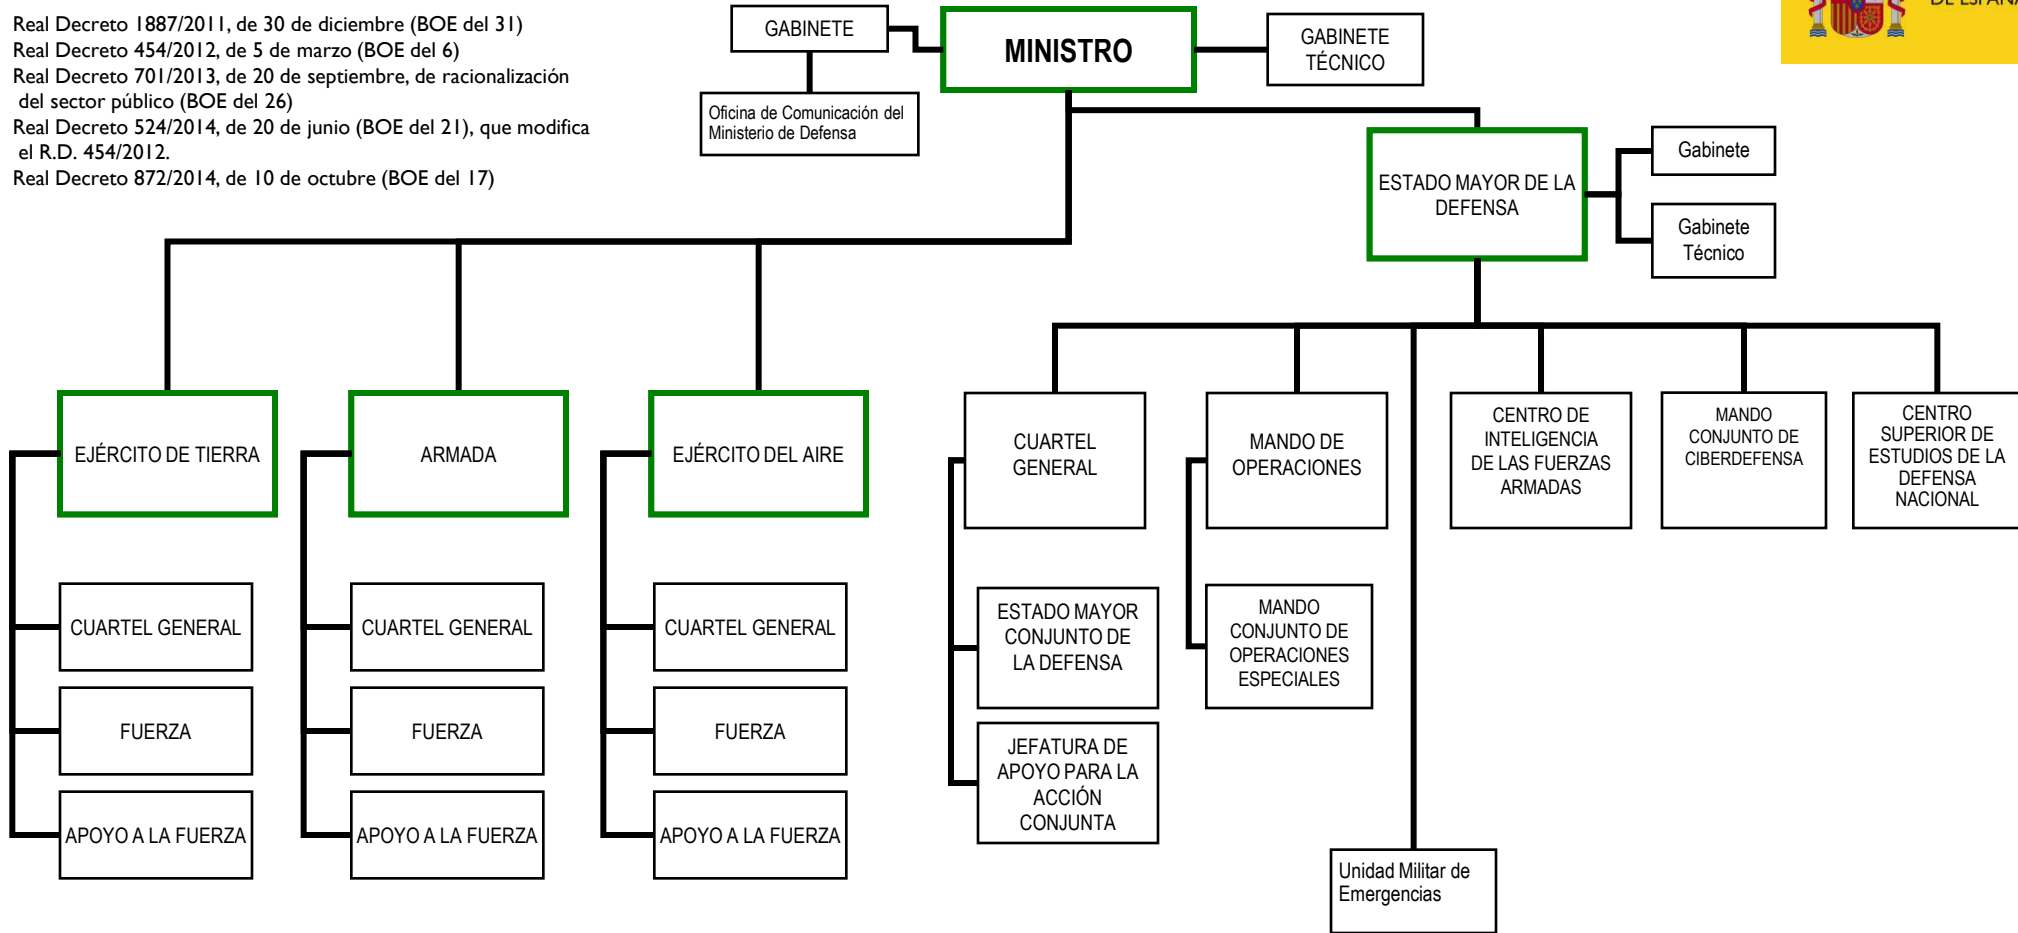 Real Decreto 1887/2011, de 30 de diciembre (BOE del 31)
Real Decreto 454/2012, de 5 de marzo (BOE del 6)
Real Decreto 701/2013, de 20 de septiembre, de racionalización
del sector público (BOE del 26)
Real Decreto 524/2014, de 20 de junio (BOE del 21), que modifica
el R.D. 454/2012.
Real Decreto 872/2014, de 10 de octubre (BOE del 17)
GABINETE
MINISTRO
GABINETE
TÉCNICO
DE ESPAÑA
Oficina de Comunicación del
Ministerio de Defensa
ESTADO MAYOR DE LA
DEFENSA
Gabinete
Gabinete
Técnico
EJÉRCITO DE TIERRA
ARMADA
EJÉRCITO DEL AIRE
CUARTEL
GENERAL
MANDO DE
OPERACIONES
CENTRO DE
INTELIGENCIA
DE LAS FUERZAS
ARMADAS
MANDO
CONJUNTO DE
CIBERDEFENSA
CENTRO
SUPERIOR DE
ESTUDIOS DE LA
DEFENSA
NACIONAL
CUARTEL GENERAL
CUARTEL GENERAL
CUARTEL GENERAL
ESTADO MAYOR
CONJUNTO DE
LA DEFENSA
MANDO
CONJUNTO DE
OPERACIONES
ESPECIALES
FUERZA
FUERZA
FUERZA
JEFATURA DE
APOYO PARA LA
ACCIÓN
CONJUNTA
APOYO A LA FUERZA
APOYO A LA FUERZA
APOYO A LA FUERZA
Unidad Militar de
Emergencias